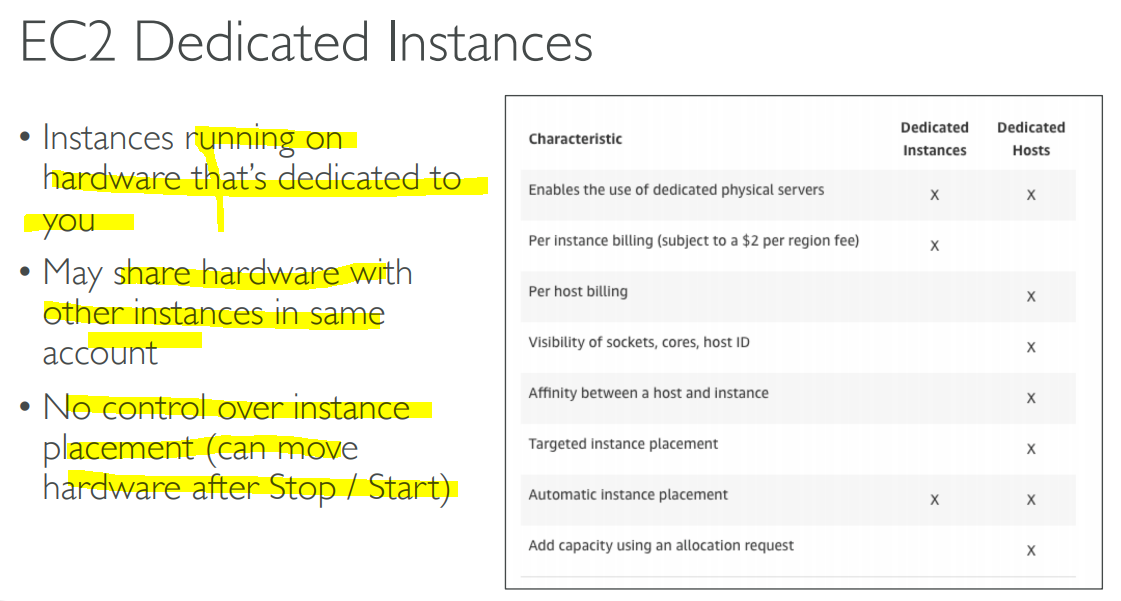 EC2 Dedicated Instances
• Instances running on
hardware that's dedicated to
you
• May share hardware with
other instances in same
account
• No control over instance
placement (can move
hardware after Stop / Start)
Characteristic Dedicated Instances Dedicated Hosts
Enables the use of dedicated physical servers X X
Per instance billing (subject to a $2 per region fee) X
Per host billing X
Visibility of sockets, cores, host ID X
Affinity between a host and instance X
Targeted instance placement X
Automatic instance placement X X
Add capacity using an allocation request X